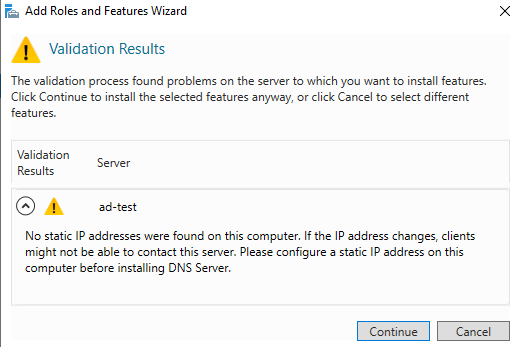 Add Roles and Features Wizard
Validation Results
The validation process found problems on the server to which you want to install features.
Click Continue to install the selected features anyway, or click Cancel to select different
features.
Validation
Results
Server
ad-test
No static IP addresses were found on this computer. If the IP address changes, clients
might not be able to contact this server. Please configure a static IP address on this
computer before installing DNS Server.
Continue
Cancel